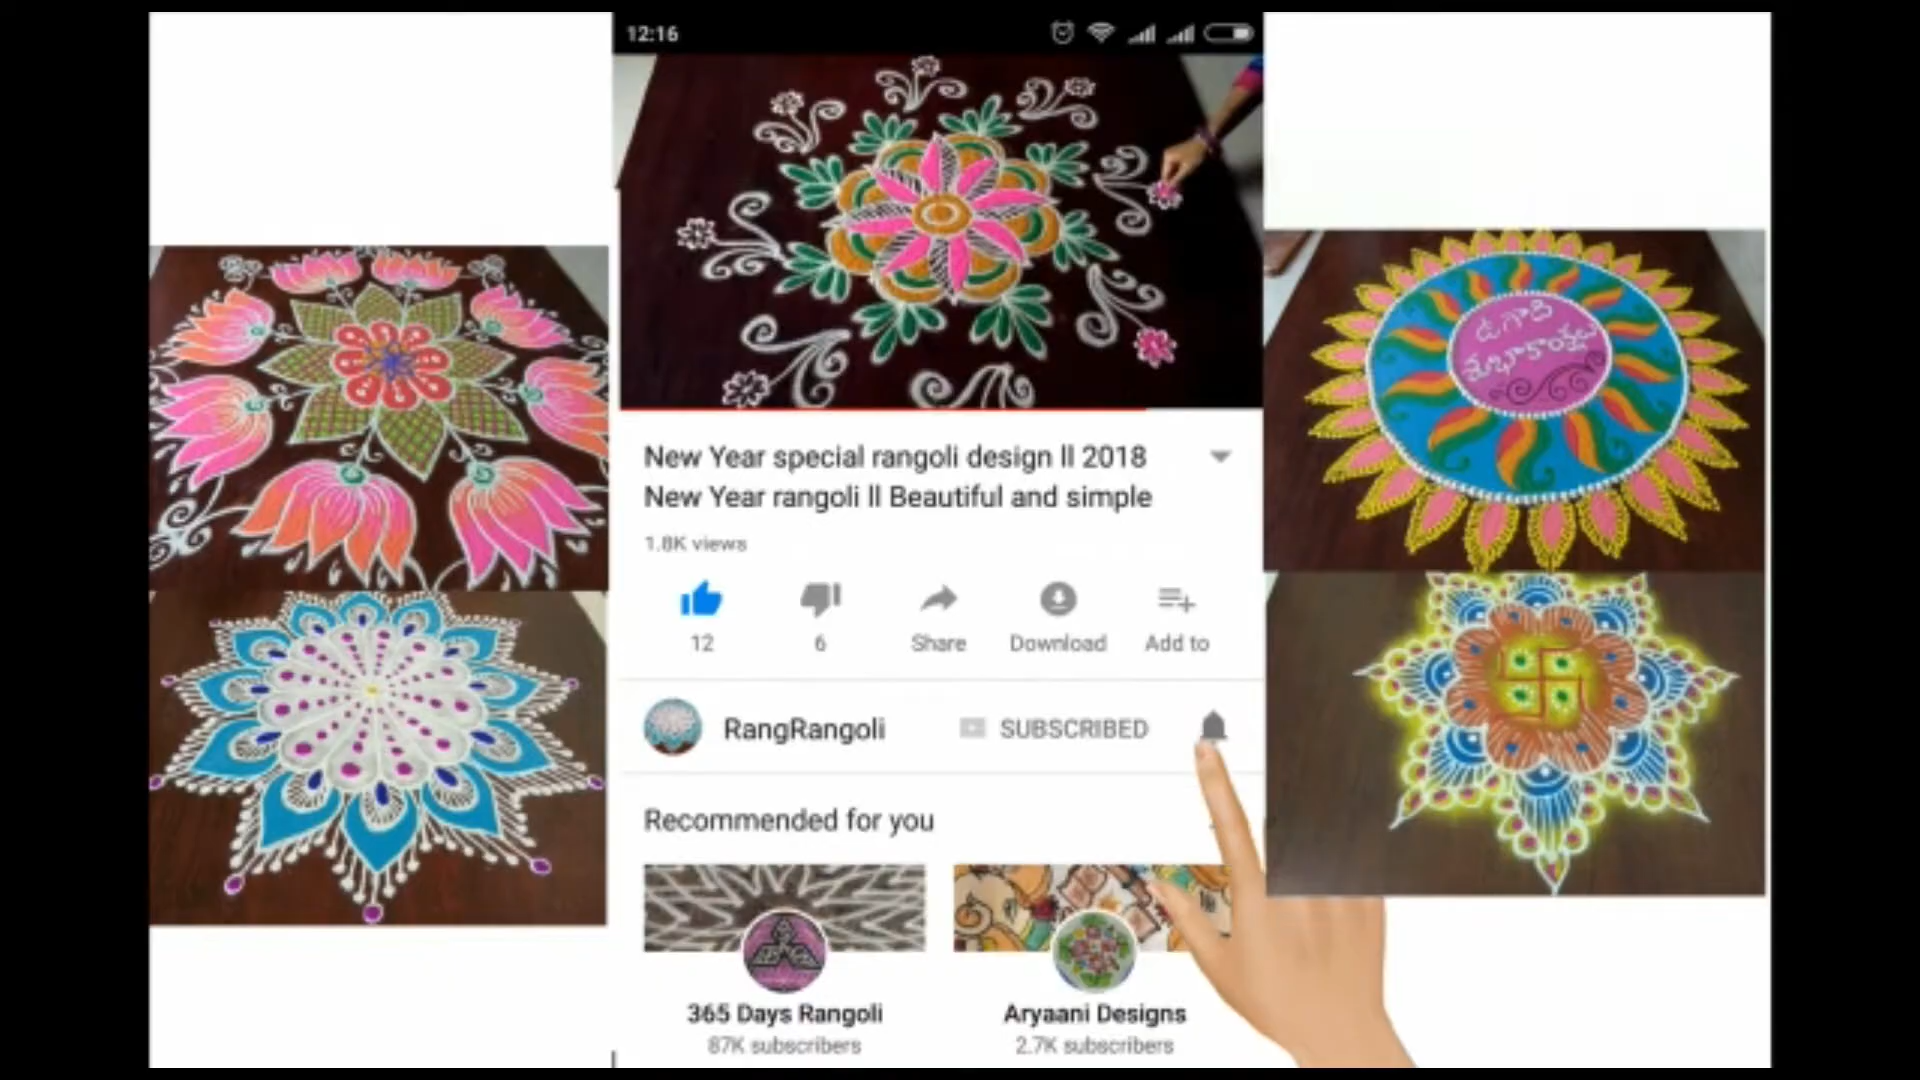 12:16
New Year special rangoli design ll 2018
New Year rangoli ll Beautiful and simple
1.8K views
12
6
Share
Download
Add to
RangRangoli
SUBSCRIBED
Recommended for you
365 Days Rangoli
87K subscribers
Aryaani Designs
2.7K subscribers
ఉగాది
శుభాకాంక్షలు